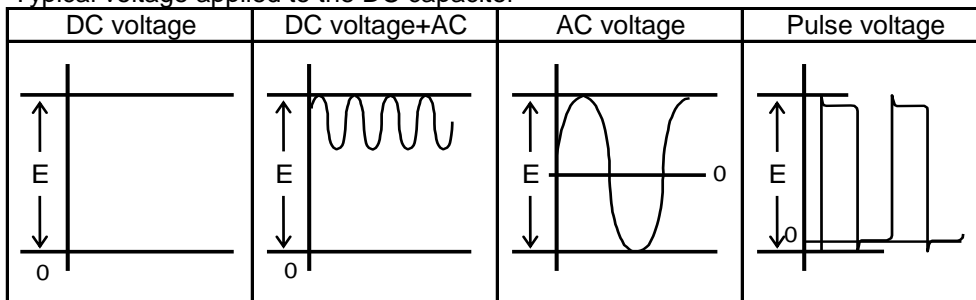 Typical voltage applied to the DC capacitor
DC voltage DC voltage+AC AC voltage Pulse voltage
E E E 0 E
0
0 0